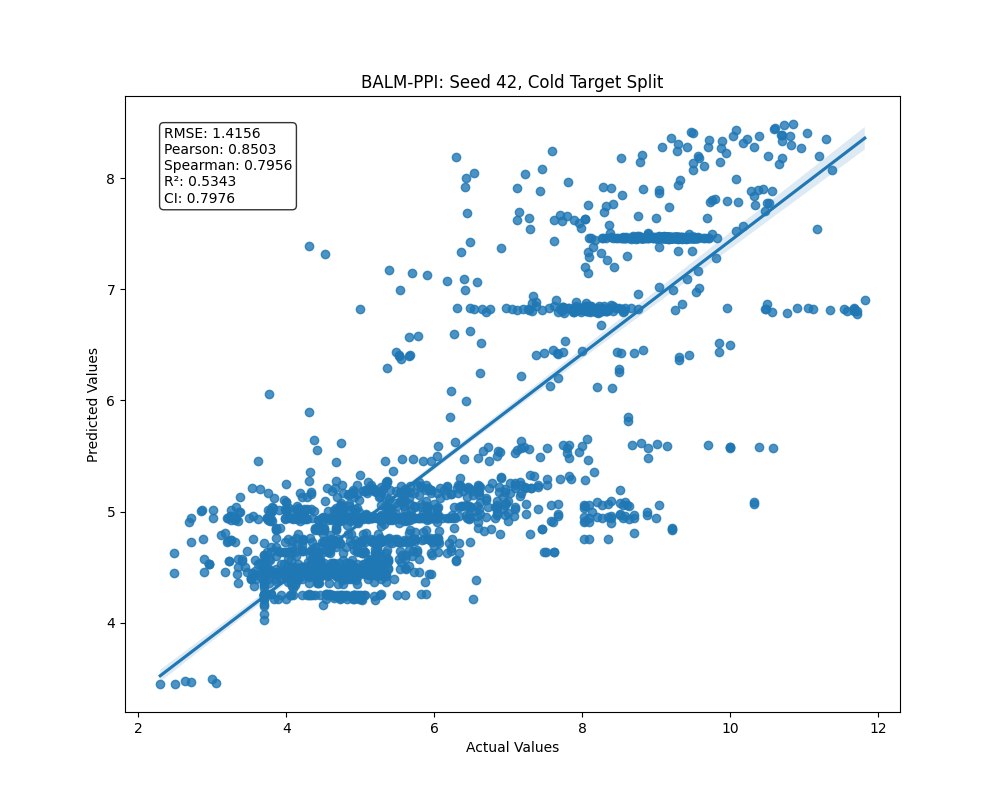 BALM-PPI: Seed 42, Cold Target Split
RMSE: 1.4156
Pearson: 0.8503
Spearman: 0.7956
R²: 0.5343
CI: 0.7976
8
7
6
5
4
Predicted Values
2 4 6 8 10 12
Actual Values